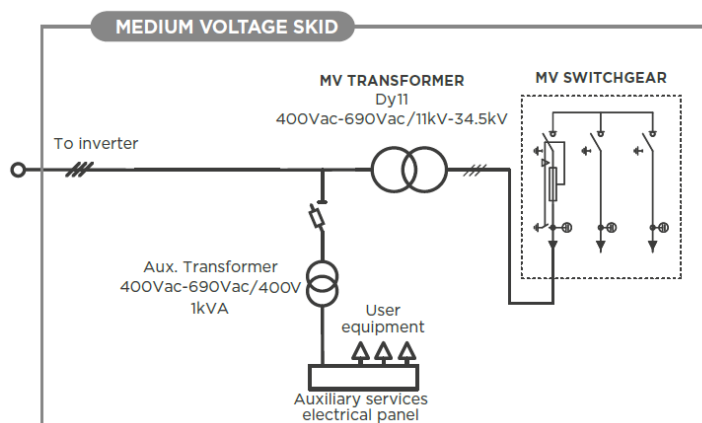 MEDIUM VOLTAGE SKID
MV TRANSFORMER
Dy11
400Vac-690Vac/11kV-34.5kV
MV SWITCHGEAR
To inverter
Aux. Transformer
400Vac-690Vac/400V
1kVA
User
equipment
Auxiliary services
electrical panel